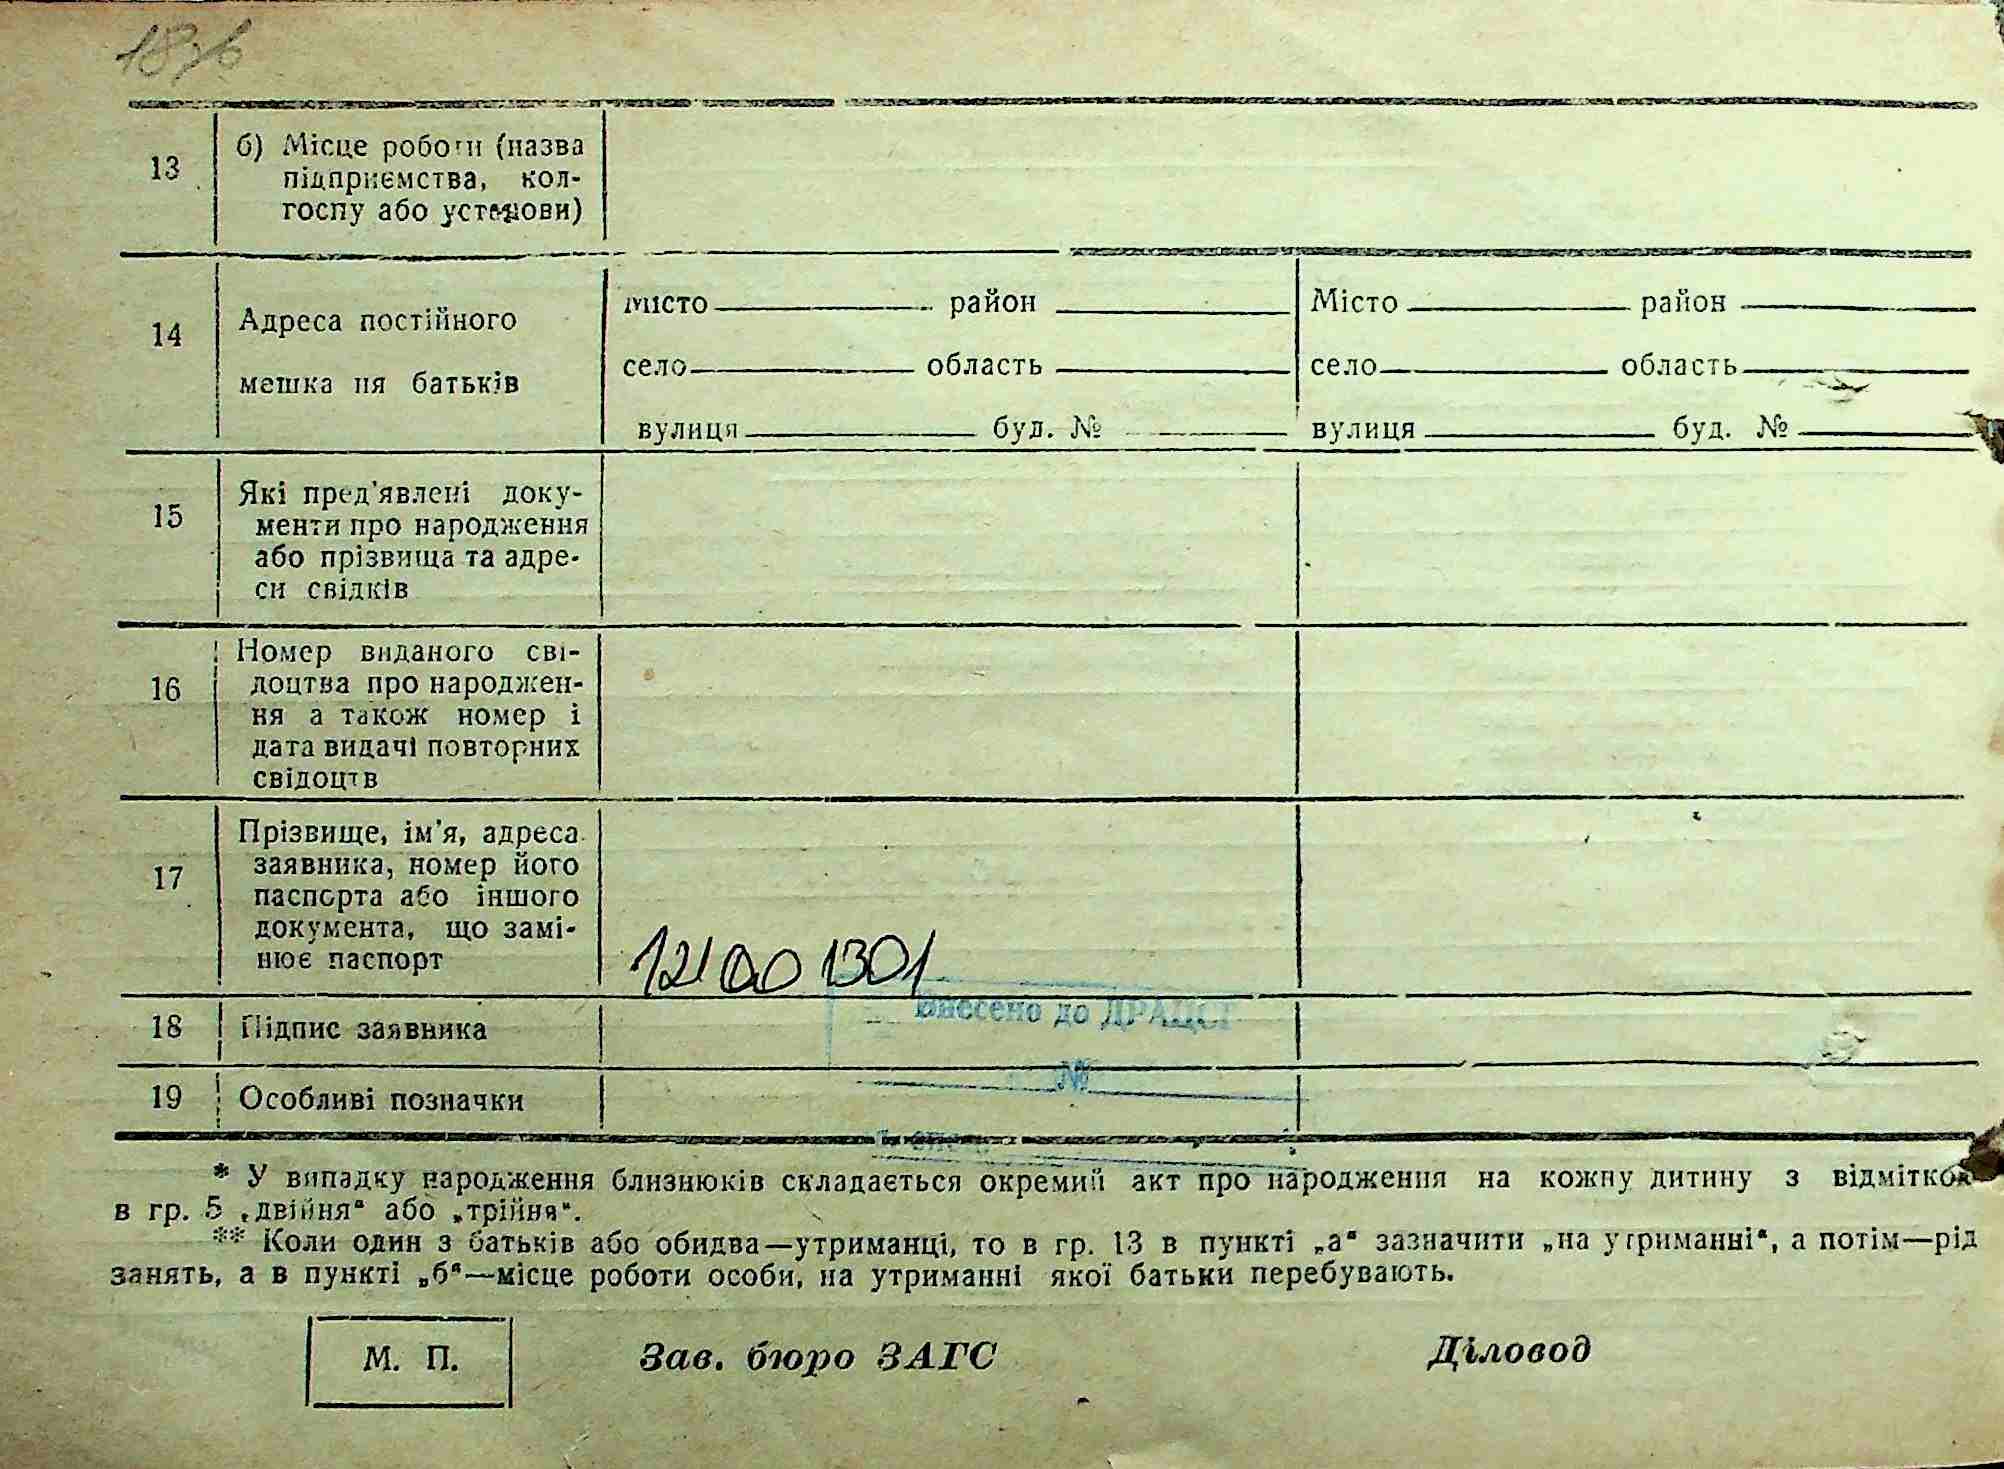 13
б) Місце роботи (назва
підприємства, кол-
госпу або установи)
14
Адреса постійного
мешка ня батьків
місто район
село область
вулиця буд. №
Місто район
село область
вулиця буд. №
15
Які пред'явлені доку-
менти про народження
або прізвища та адре-
си свідків
16
Номер виданого сві-
доцтва про народжен-
ня а також номер і
дата видачі повторних
свідоцтв
17
Прізвище, ім'я, адреса
заявника, номер його
паспорта або іншого
документа, що замі-
нює паспорт
12100 1301
18
Підпис заявника
Внесено до ДРАЦСГ
№
19
Особливі позначки
* У випадку народження близнюків складається окремий акт про народження на кожну дитину з відміткою
в гр. 5 „двійня“ або „трійня“.
** Коли один з батьків або обидва—утриманці, то в гр. 13 в пункті „а“ зазначити „на утриманні“, а потім—рід
занять, а в пункті „б“—місце роботи особи, на утриманні якої батьки перебувають.
М. П.
Зав. бюро ЗАГС
Діловод